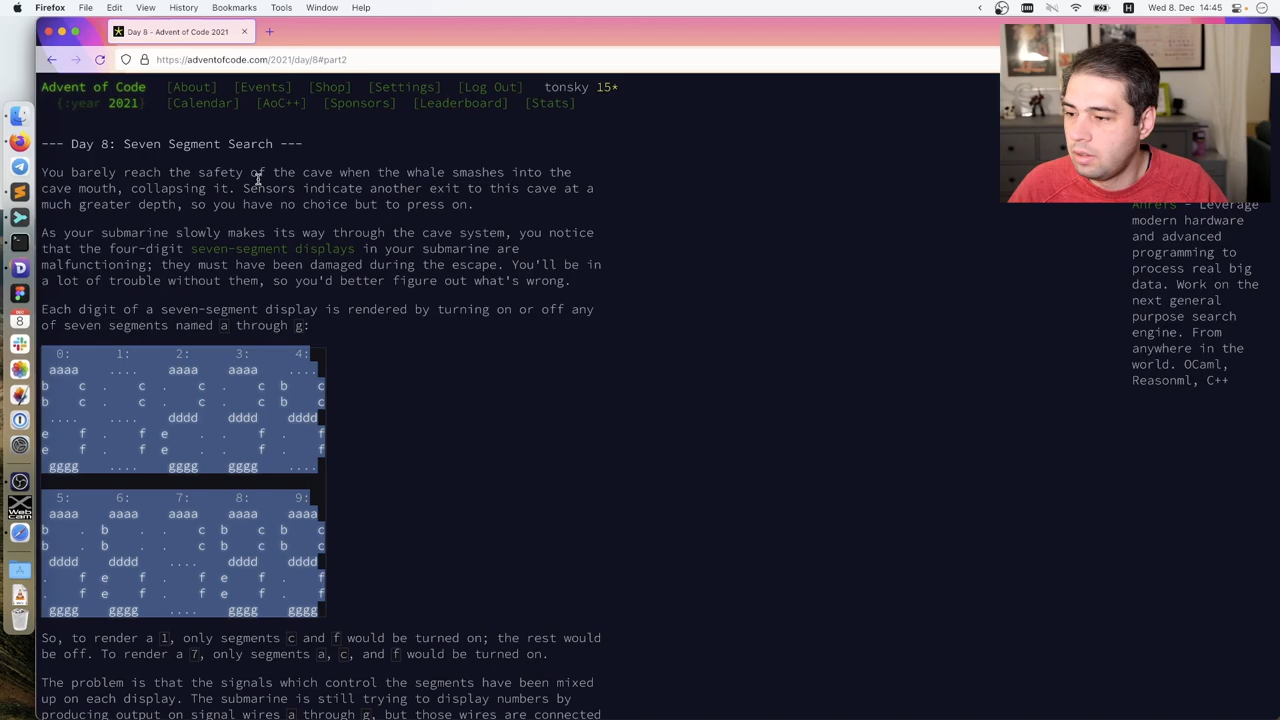 Firefox File Edit View History Bookmarks Tools Window Help
Wed 8. Dec 14:45
Day 8 - Advent of Code 2021
https://adventofcode.com/2021/day/8#part2
Advent of Code [About] [Events] [Shop] [Settings] [Log Out] tonsky 15*
{:year 2021} [Calendar] [AoC++] [Sponsors] [Leaderboard] [Stats]
--- Day 8: Seven Segment Search ---
You barely reach the safety of the cave when the whale smashes into the
cave mouth, collapsing it. Sensors indicate another exit to this cave at a
much greater depth, so you have no choice but to press on.
As your submarine slowly makes its way through the cave system, you notice
that the four-digit seven-segment displays in your submarine are
malfunctioning; they must have been damaged during the escape. You'll be in
a lot of trouble without them, so you'd better figure out what's wrong.
Each digit of a seven-segment display is rendered by turning on or off any
of seven segments named a through g:
0: 1: 2: 3: 4:
aaaa .... aaaa aaaa ....
b c . c . c . c b c
b c . c . c . c b c
.... .... dddd dddd dddd
e f . f e . . f . f
e f . f e . . f . f
gggg .... gggg gggg ....
5: 6: 7: 8: 9:
aaaa aaaa aaaa aaaa aaaa
b . b . . c b c b c
b . b . . c b c b c
dddd dddd .... dddd dddd
. f e f . f e f . f
. f e f . f e f . f
gggg gggg .... gggg gggg
So, to render a 1, only segments c and f would be turned on; the rest would
be off. To render a 7, only segments a, c, and f would be turned on.
The problem is that the signals which control the segments have been mixed
up on each display. The submarine is still trying to display numbers by
producing output on signal wires a through g, but those wires are connected
Ahrefs - Leverage
modern hardware
and advanced
programming to
process real big
data. Work on the
next general
purpose search
engine. From
anywhere in the
world. OCaml,
Reasonml, C++